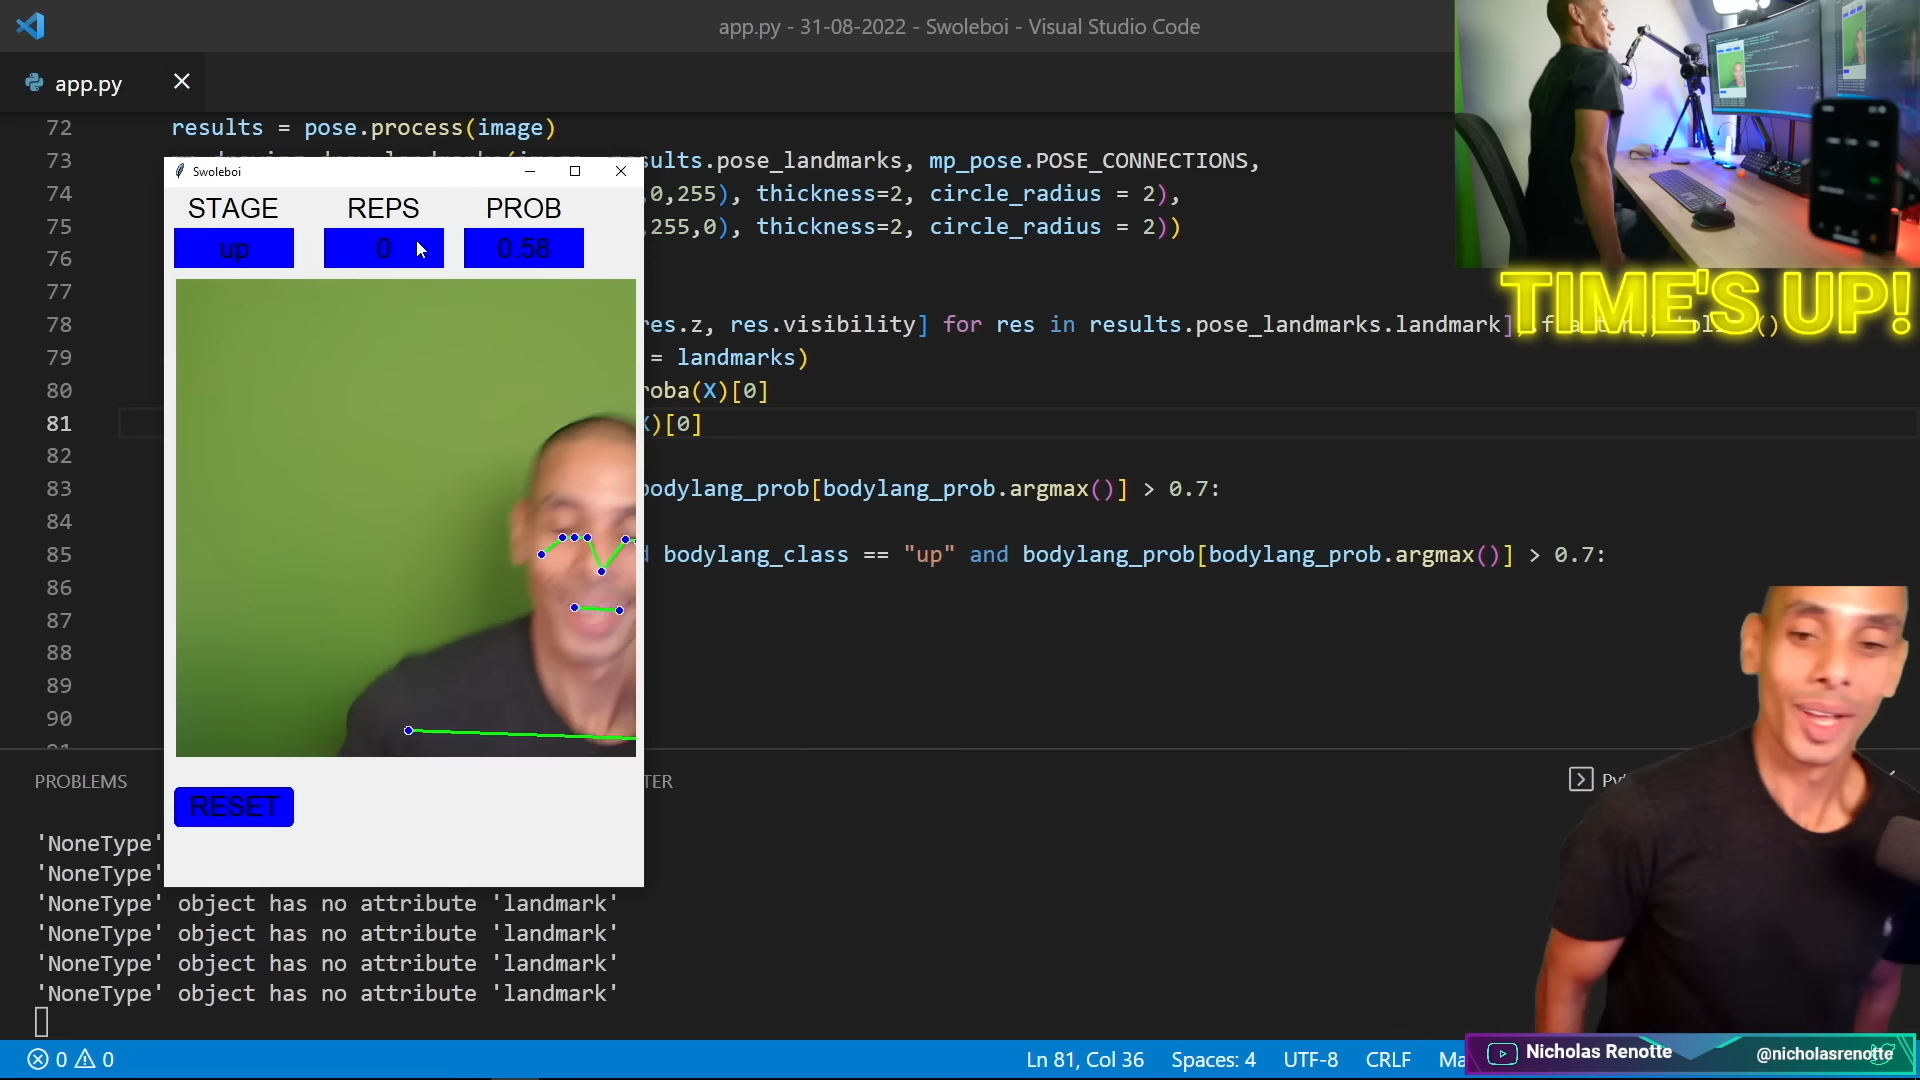 app.py - 31-08-2022 - Swoleboi - Visual Studio Code
app.py
72 results = pose.process(image)
73 results.pose_landmarks, mp_pose.POSE_CONNECTIONS,
74 0,255), thickness=2, circle_radius = 2),
75 255,0), thickness=2, circle_radius = 2))
76
77
78 res.z, res.visibility] for res in results.pose_landmarks.landmark]
79 = landmarks)
80 roba(X)[0]
81 X)[0]
82
83 bodylang_prob[bodylang_prob.argmax()] > 0.7:
84
85 bodylang_class == "up" and bodylang_prob[bodylang_prob.argmax()] > 0.7:
86
87
88
89
90
Swoleboi
STAGE REPS PROB
up 0 0.58
RESET
TIME'S UP!
PROBLEMS TER
'NoneType'
'NoneType'
'NoneType' object has no attribute 'landmark'
'NoneType' object has no attribute 'landmark'
'NoneType' object has no attribute 'landmark'
'NoneType' object has no attribute 'landmark'
0 0 Ln 81, Col 36 Spaces: 4 UTF-8 CRLF Ma
Nicholas Renotte @nicholasrenotte